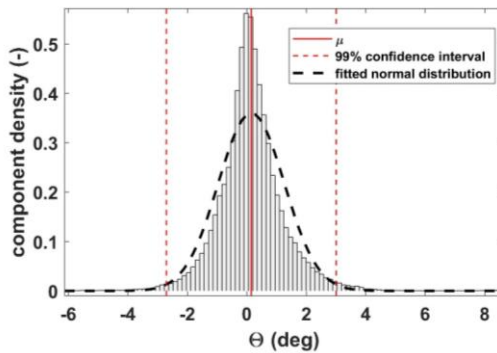 μ
99% confidence interval
fitted normal distribution
component density (-)
0.5
0.4
0.3
0.2
0.1
0
-6 -4 -2 0 2 4 6 8
Θ (deg)